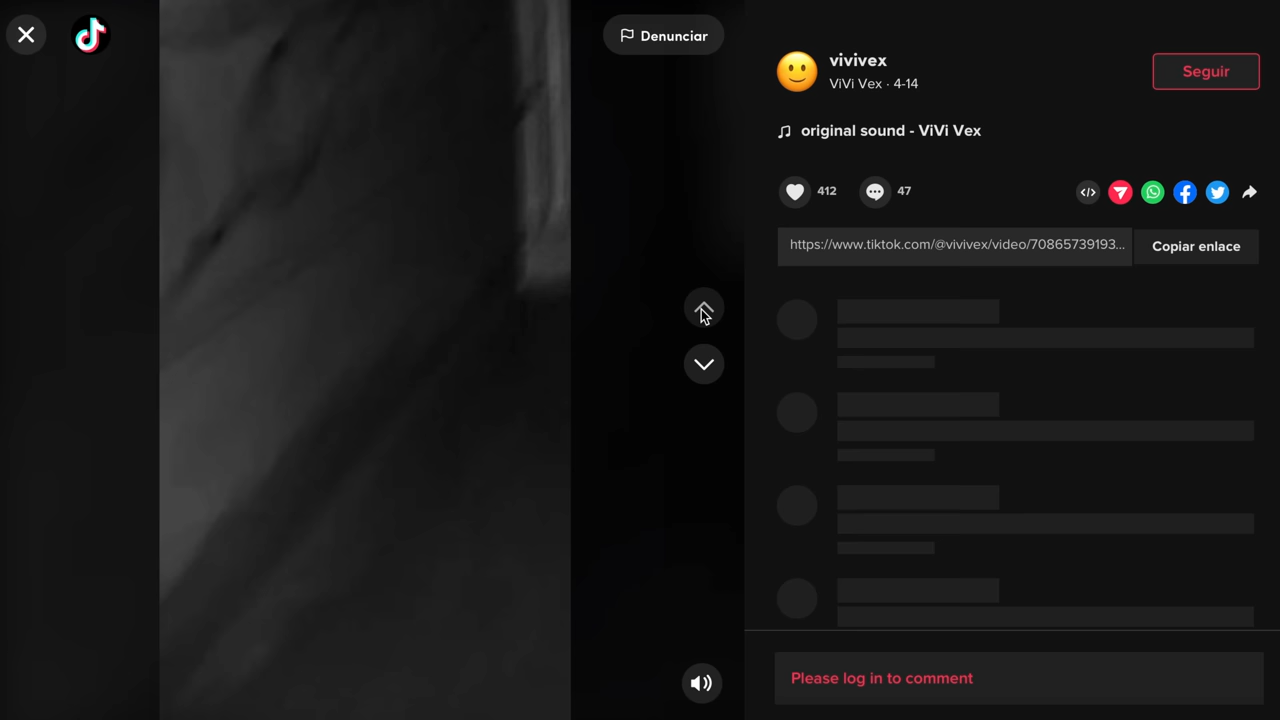 Denunciar
vivivex
ViVi Vex · 4-14
Seguir
original sound - ViVi Vex
412
47
https://www.tiktok.com/@vivivex/video/70865739193...
Copiar enlace
Please log in to comment